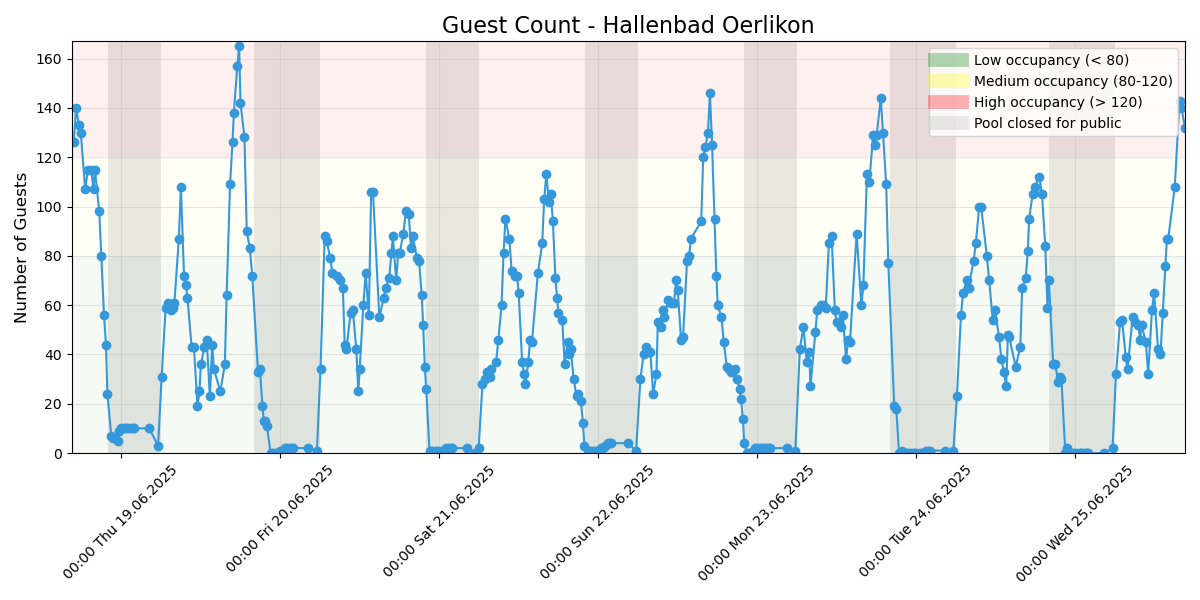 Guest Count - Hallenbad Oerlikon
Number of Guests
160
140
120
100
80
60
40
20
0
Low occupancy (< 80)
Medium occupancy (80-120)
High occupancy (> 120)
Pool closed for public
00:00 Thu 19.06.2025
00:00 Fri 20.06.2025
00:00 Sat 21.06.2025
00:00 Sun 22.06.2025
00:00 Mon 23.06.2025
00:00 Tue 24.06.2025
00:00 Wed 25.06.2025